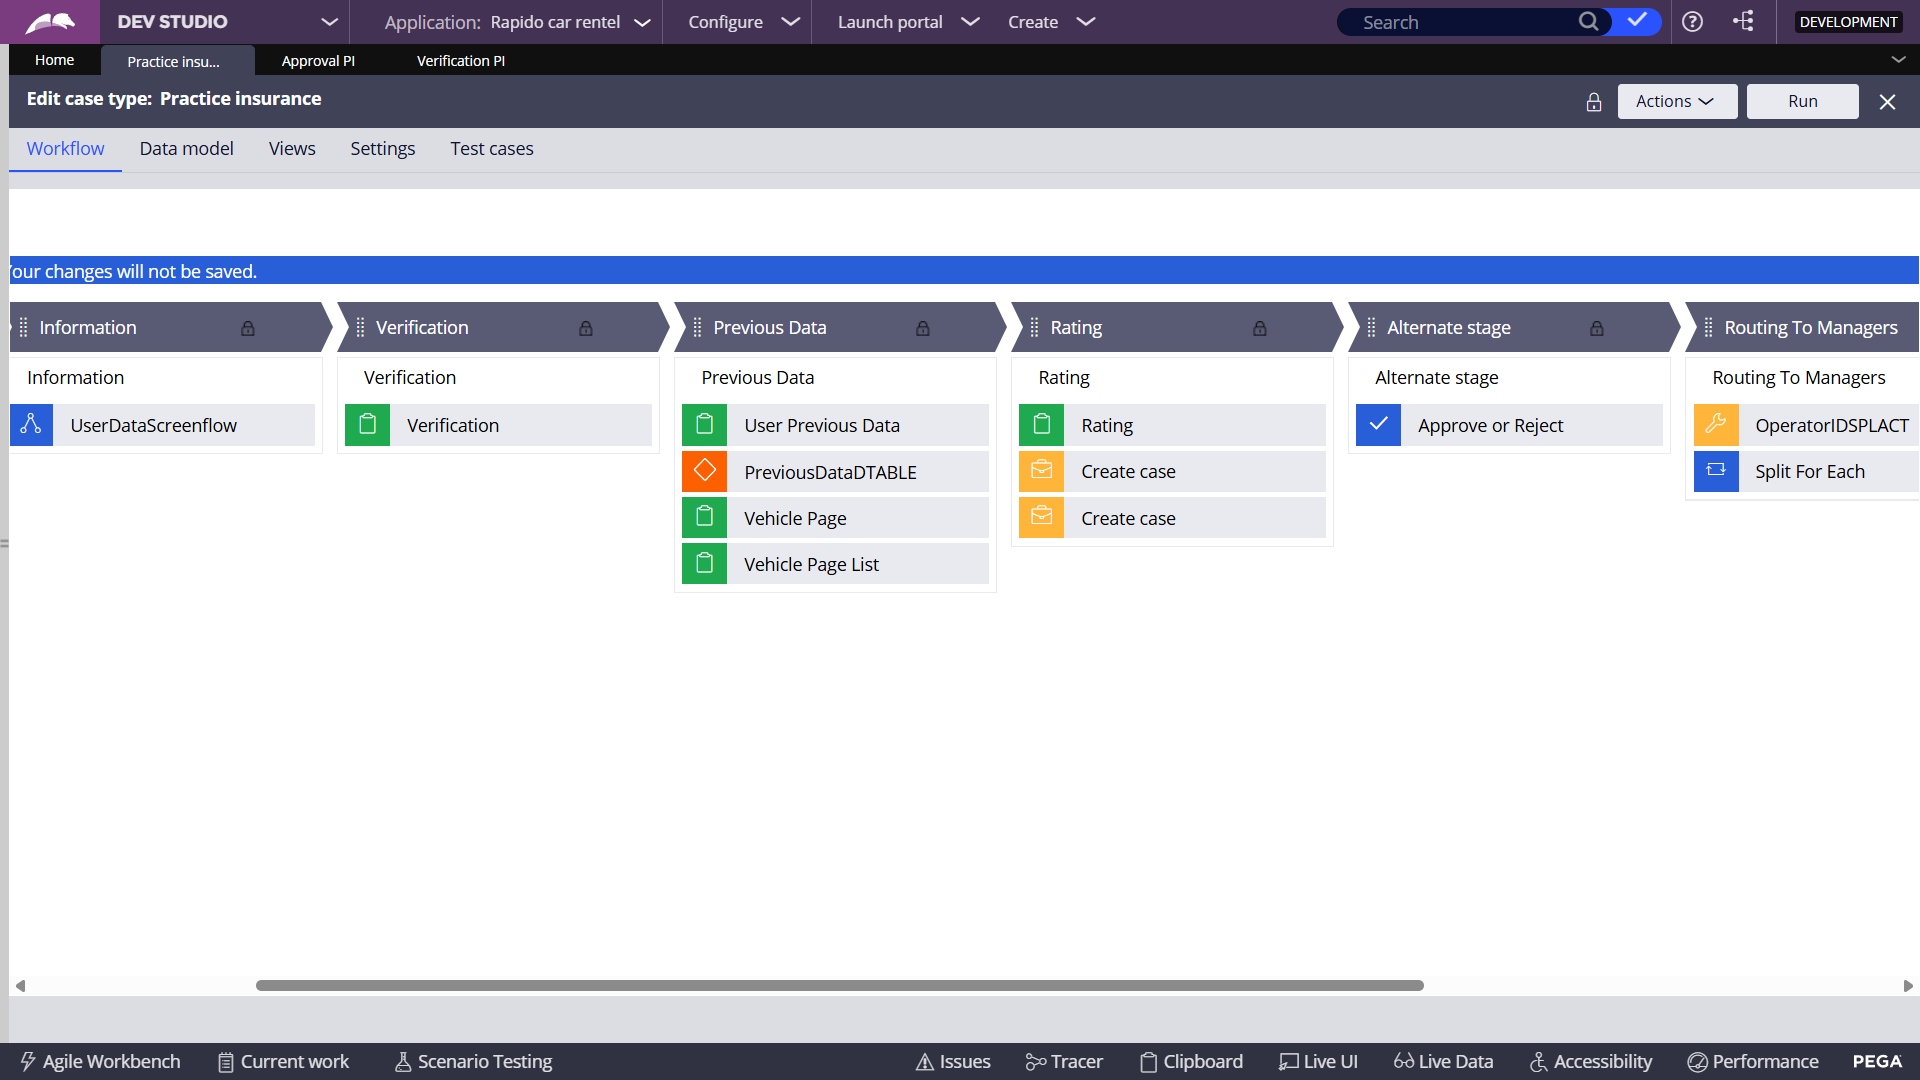 DEV STUDIO
Application: Rapido car rentel
Configure
Launch portal
Create
Search
DEVELOPMENT
Home
Practice insu...
Approval PI
Verification PI
Edit case type: Practice insurance
Actions
Run
Workflow
Data model
Views
Settings
Test cases
our changes will not be saved.
Information
Verification
Previous Data
Rating
Alternate stage
Routing To Managers
Information
UserDataScreenflow
Verification
Verification
Previous Data
User Previous Data
PreviousDataDTABLE
Vehicle Page
Vehicle Page List
Rating
Rating
Create case
Create case
Alternate stage
Approve or Reject
Routing To Managers
OperatorIDSPLACT
Split For Each
Agile Workbench
Current work
Scenario Testing
Issues
Tracer
Clipboard
Live UI
Live Data
Accessibility
Performance
PEGA